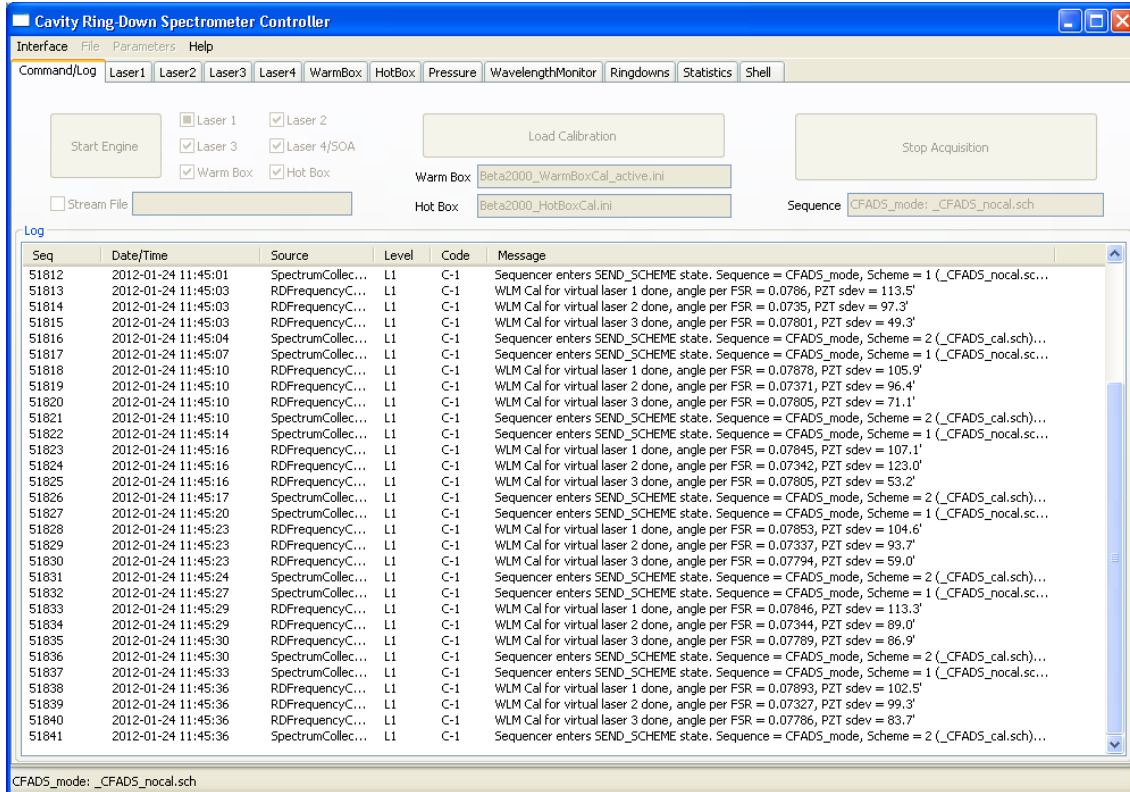 Cavity Ring-Down Spectrometer Controller
Interface File Parameters Help
Command/Log Laser1 Laser2 Laser3 Laser4 WarmBox HotBox Pressure WavelengthMonitor Ringdowns Statistics Shell
Start Engine
Laser 1 Laser 2
Laser 3 Laser 4/SOA
Warm Box Hot Box
Stream File
Load Calibration
Warm Box Beta2000_WarmBoxCal_active.ini
Hot Box Beta2000_HotBoxCal.ini
Stop Acquisition
Sequence CFADS_mode: _CFADS_nocal.sch
Log
Seq Date/Time Source Level Code Message
51812 2012-01-24 11:45:01 SpectrumCollec... L1 C-1 Sequencer enters SEND_SCHEME state. Sequence = CFADS_mode, Scheme = 1 (_CFADS_nocal.sc...
51813 2012-01-24 11:45:03 RDFrequencyC... L1 C-1 WLM Cal for virtual laser 1 done, angle per FSR = 0.0786, PZT sdev = 113.5'
51814 2012-01-24 11:45:03 RDFrequencyC... L1 C-1 WLM Cal for virtual laser 2 done, angle per FSR = 0.0735, PZT sdev = 97.3'
51815 2012-01-24 11:45:03 RDFrequencyC... L1 C-1 WLM Cal for virtual laser 3 done, angle per FSR = 0.07801, PZT sdev = 49.3'
51816 2012-01-24 11:45:04 SpectrumCollec... L1 C-1 Sequencer enters SEND_SCHEME state. Sequence = CFADS_mode, Scheme = 2 (_CFADS_cal.sch)...
51817 2012-01-24 11:45:07 SpectrumCollec... L1 C-1 Sequencer enters SEND_SCHEME state. Sequence = CFADS_mode, Scheme = 1 (_CFADS_nocal.sc...
51818 2012-01-24 11:45:10 RDFrequencyC... L1 C-1 WLM Cal for virtual laser 1 done, angle per FSR = 0.07878, PZT sdev = 105.9'
51819 2012-01-24 11:45:10 RDFrequencyC... L1 C-1 WLM Cal for virtual laser 2 done, angle per FSR = 0.07371, PZT sdev = 96.4'
51820 2012-01-24 11:45:10 RDFrequencyC... L1 C-1 WLM Cal for virtual laser 3 done, angle per FSR = 0.07805, PZT sdev = 71.1'
51821 2012-01-24 11:45:10 SpectrumCollec... L1 C-1 Sequencer enters SEND_SCHEME state. Sequence = CFADS_mode, Scheme = 2 (_CFADS_cal.sch)...
51822 2012-01-24 11:45:14 SpectrumCollec... L1 C-1 Sequencer enters SEND_SCHEME state. Sequence = CFADS_mode, Scheme = 1 (_CFADS_nocal.sc...
51823 2012-01-24 11:45:16 RDFrequencyC... L1 C-1 WLM Cal for virtual laser 1 done, angle per FSR = 0.07845, PZT sdev = 107.1'
51824 2012-01-24 11:45:16 RDFrequencyC... L1 C-1 WLM Cal for virtual laser 2 done, angle per FSR = 0.07342, PZT sdev = 123.0'
51825 2012-01-24 11:45:16 RDFrequencyC... L1 C-1 WLM Cal for virtual laser 3 done, angle per FSR = 0.07805, PZT sdev = 53.2'
51826 2012-01-24 11:45:17 SpectrumCollec... L1 C-1 Sequencer enters SEND_SCHEME state. Sequence = CFADS_mode, Scheme = 2 (_CFADS_cal.sch)...
51827 2012-01-24 11:45:20 SpectrumCollec... L1 C-1 Sequencer enters SEND_SCHEME state. Sequence = CFADS_mode, Scheme = 1 (_CFADS_nocal.sc...
51828 2012-01-24 11:45:23 RDFrequencyC... L1 C-1 WLM Cal for virtual laser 1 done, angle per FSR = 0.07853, PZT sdev = 104.6'
51829 2012-01-24 11:45:23 RDFrequencyC... L1 C-1 WLM Cal for virtual laser 2 done, angle per FSR = 0.07337, PZT sdev = 93.7'
51830 2012-01-24 11:45:23 RDFrequencyC... L1 C-1 WLM Cal for virtual laser 3 done, angle per FSR = 0.07794, PZT sdev = 59.0'
51831 2012-01-24 11:45:24 SpectrumCollec... L1 C-1 Sequencer enters SEND_SCHEME state. Sequence = CFADS_mode, Scheme = 2 (_CFADS_cal.sch)...
51832 2012-01-24 11:45:27 SpectrumCollec... L1 C-1 Sequencer enters SEND_SCHEME state. Sequence = CFADS_mode, Scheme = 1 (_CFADS_nocal.sc...
51833 2012-01-24 11:45:29 RDFrequencyC... L1 C-1 WLM Cal for virtual laser 1 done, angle per FSR = 0.07846, PZT sdev = 113.3'
51834 2012-01-24 11:45:29 RDFrequencyC... L1 C-1 WLM Cal for virtual laser 2 done, angle per FSR = 0.07344, PZT sdev = 89.0'
51835 2012-01-24 11:45:30 RDFrequencyC... L1 C-1 WLM Cal for virtual laser 3 done, angle per FSR = 0.07789, PZT sdev = 86.9'
51836 2012-01-24 11:45:30 SpectrumCollec... L1 C-1 Sequencer enters SEND_SCHEME state. Sequence = CFADS_mode, Scheme = 2 (_CFADS_cal.sch)...
51837 2012-01-24 11:45:33 SpectrumCollec... L1 C-1 Sequencer enters SEND_SCHEME state. Sequence = CFADS_mode, Scheme = 1 (_CFADS_nocal.sc...
51838 2012-01-24 11:45:36 RDFrequencyC... L1 C-1 WLM Cal for virtual laser 1 done, angle per FSR = 0.07893, PZT sdev = 102.5'
51839 2012-01-24 11:45:36 RDFrequencyC... L1 C-1 WLM Cal for virtual laser 2 done, angle per FSR = 0.07327, PZT sdev = 99.3'
51840 2012-01-24 11:45:36 RDFrequencyC... L1 C-1 WLM Cal for virtual laser 3 done, angle per FSR = 0.07786, PZT sdev = 83.7'
51841 2012-01-24 11:45:36 SpectrumCollec... L1 C-1 Sequencer enters SEND_SCHEME state. Sequence = CFADS_mode, Scheme = 2 (_CFADS_cal.sch)...
CFADS_mode: _CFADS_nocal.sch